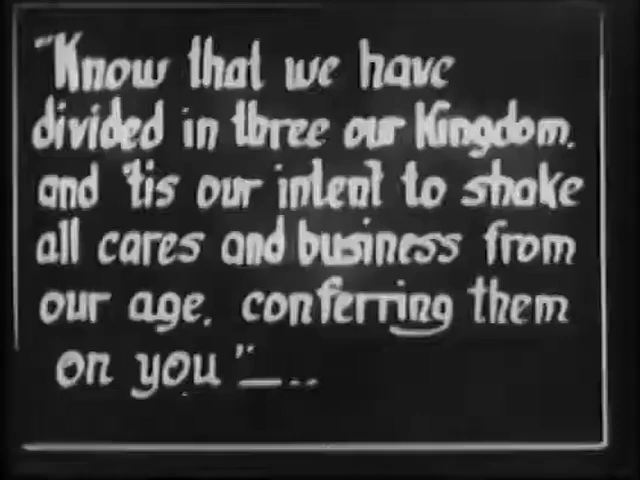 "Know that we have
divided in three our Kingdom.
and 'tis our intent to shake
all cares and business from
our age. conferring them
on you"—..